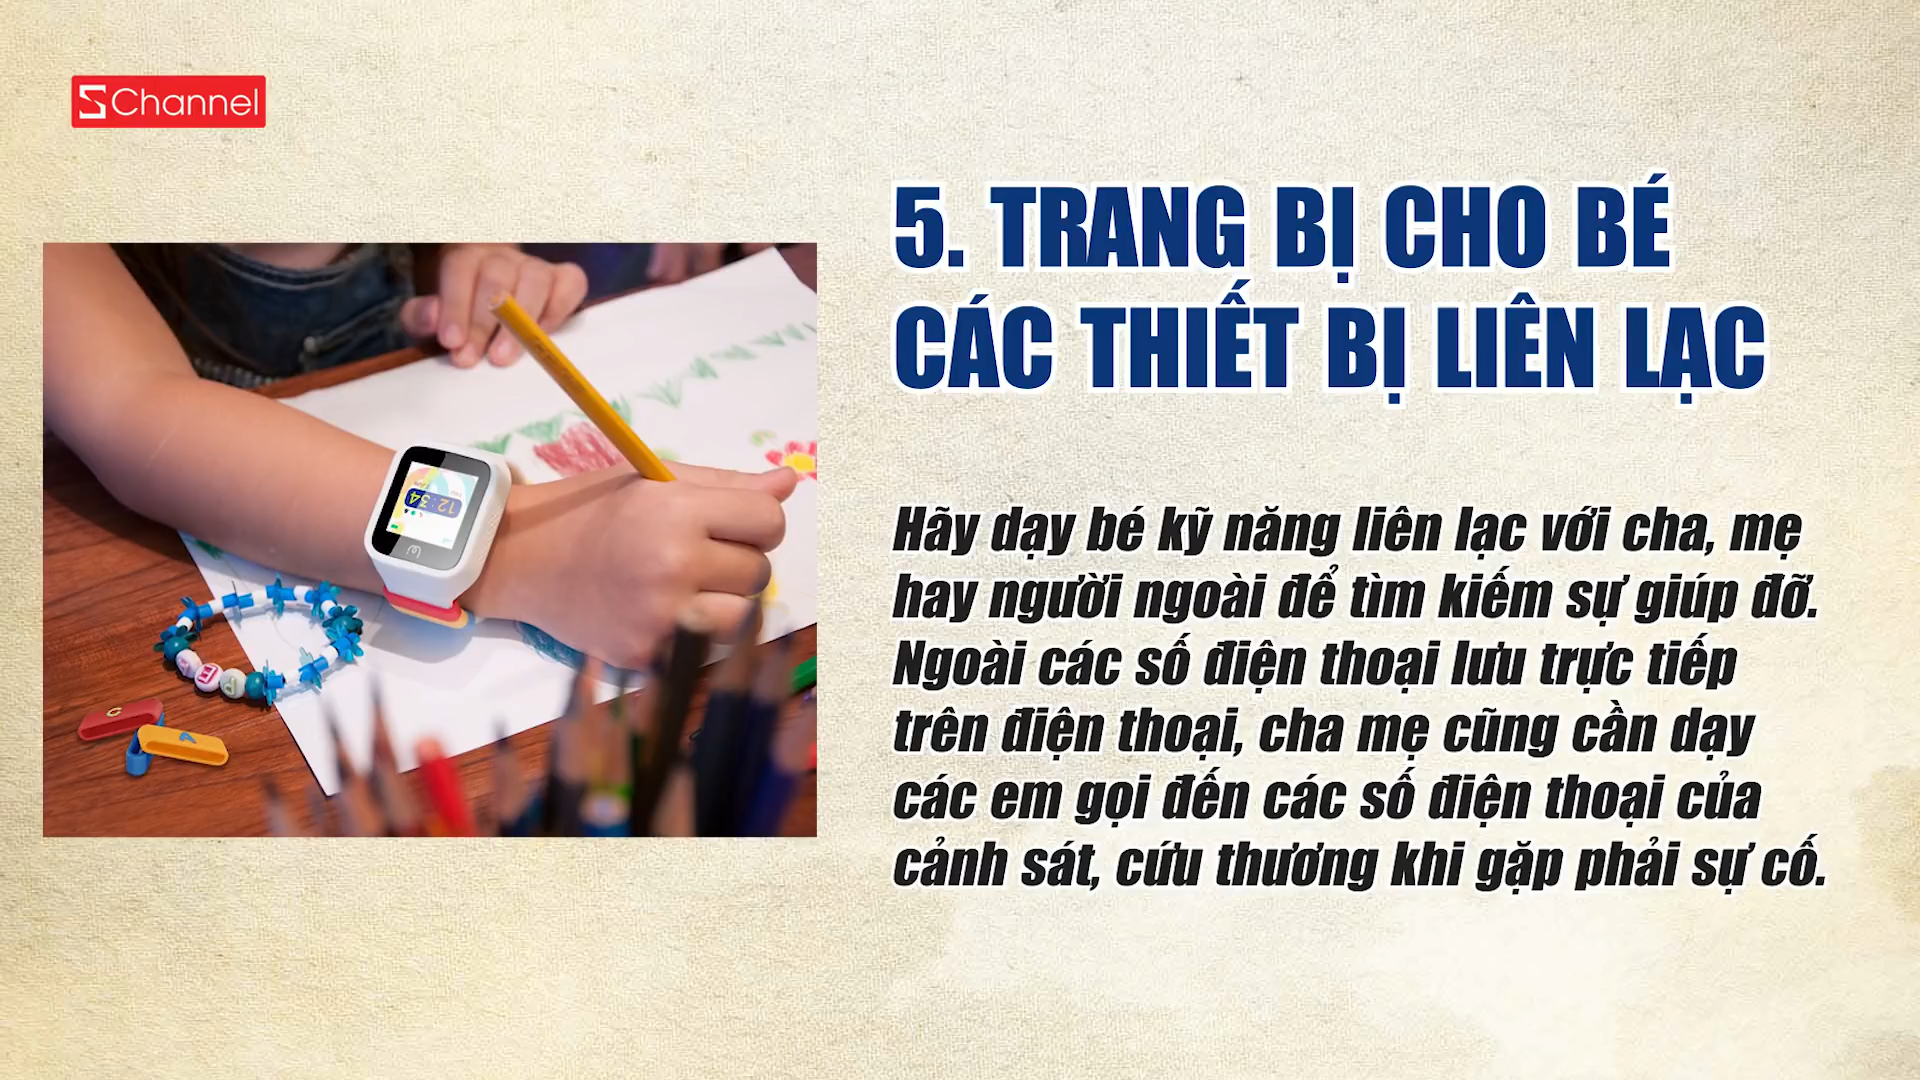 S Channel
5. TRANG BỊ CHO BÉ
CÁC THIẾT BỊ LIÊN LẠC
Hãy dạy bé kỹ năng liên lạc với cha, mẹ
hay người ngoài để tìm kiếm sự giúp đỡ.
Ngoài các số điện thoại lưu trực tiếp
trên điện thoại, cha mẹ cũng cần dạy
các em gọi đến các số điện thoại của
cảnh sát, cứu thương khi gặp phải sự cố.
12:34